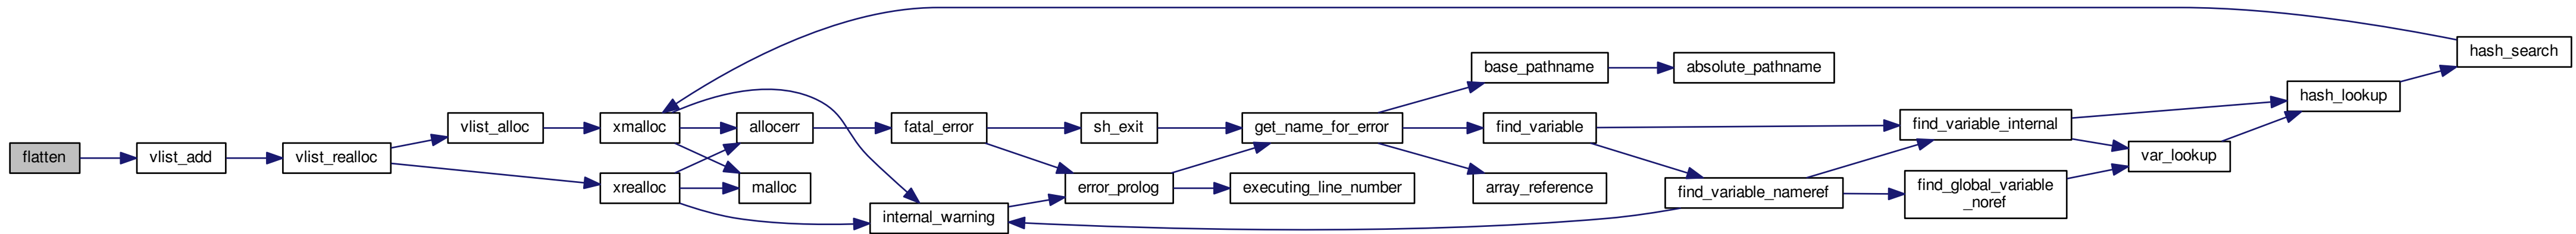 flatten
vlist_add
vlist_realloc
vlist_alloc
xrealloc
xmalloc
allocerr
malloc
internal_warning
fatal_error
sh_exit
error_prolog
get_name_for_error
executing_line_number
base_pathname
find_variable
array_reference
absolute_pathname
find_variable_nameref
find_variable_internal
find_global_variable
_noref
var_lookup
hash_lookup
hash_search